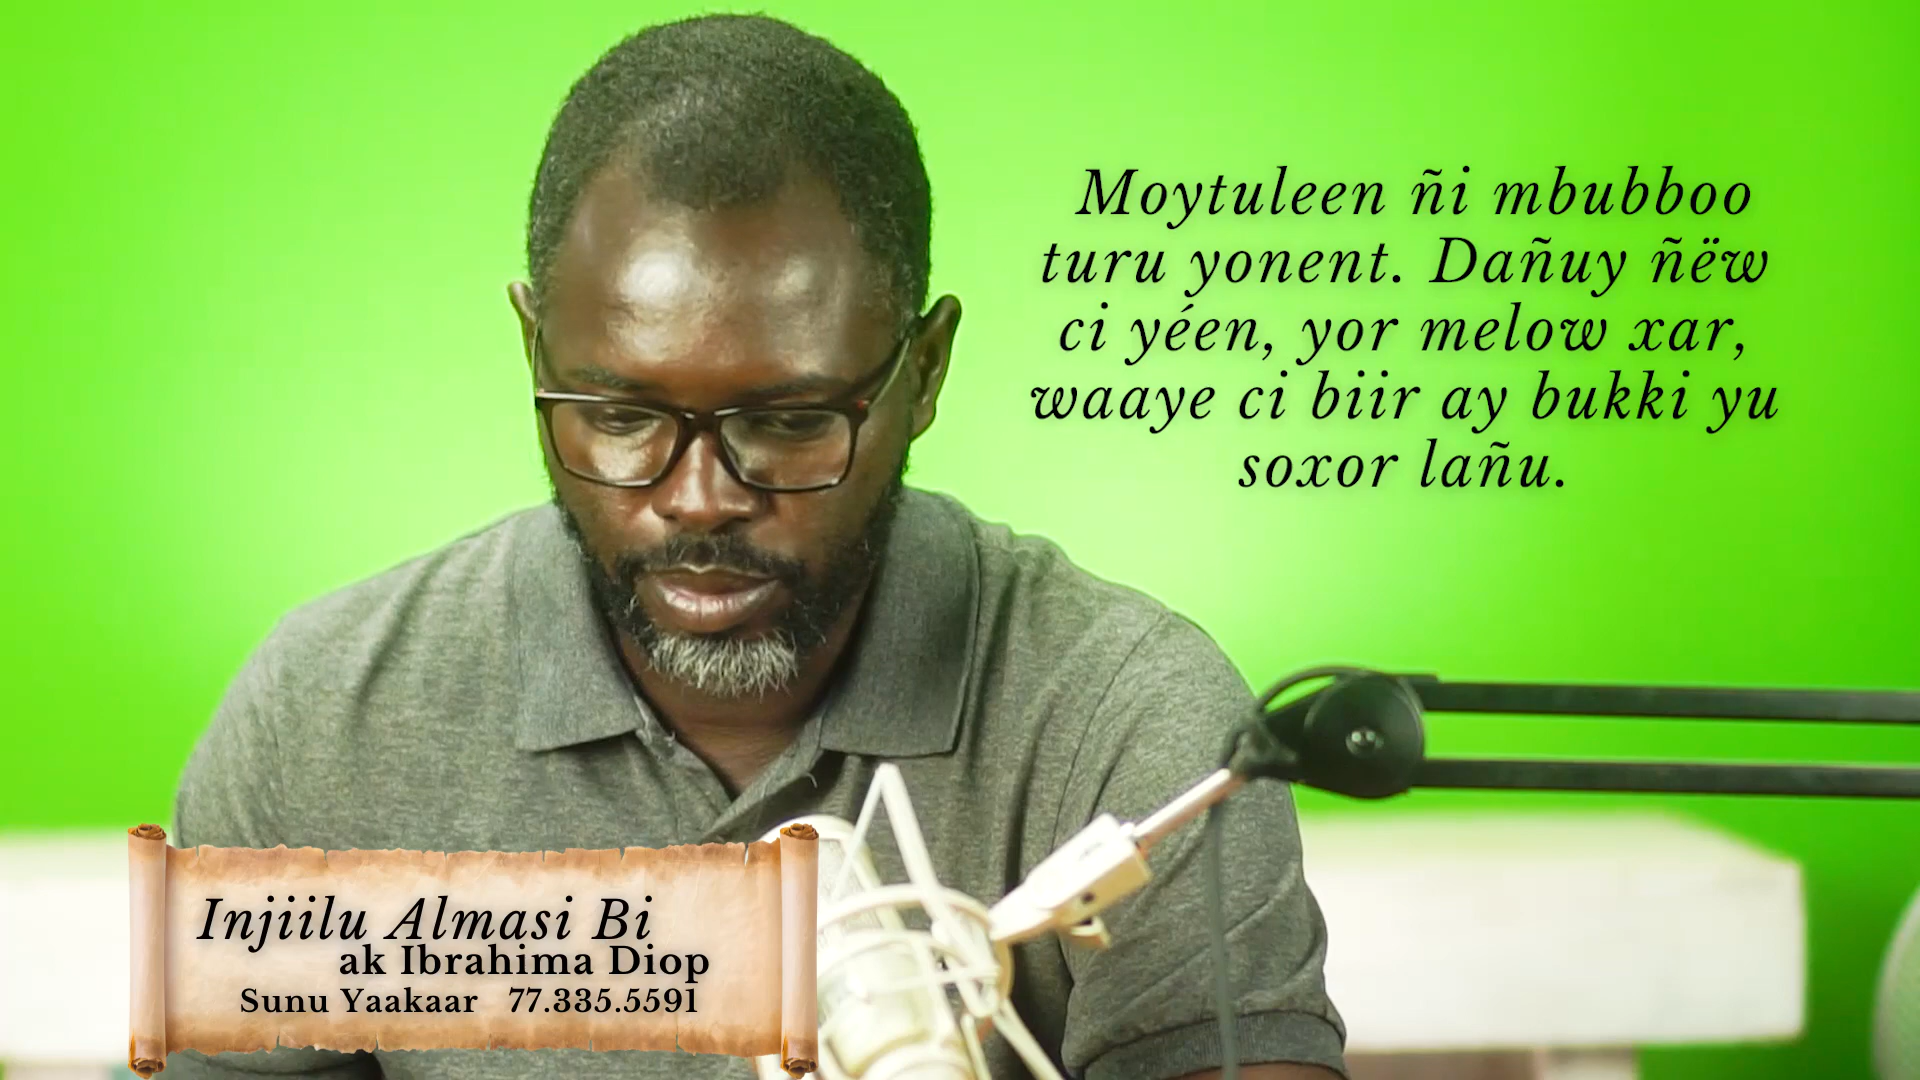 Moytuleen ñi mbubboo
turu yonent. Dañuy ñëw
ci yéen, yor melow xar,
waaye ci biir ay bukki yu
soxor lañu.
Injiilu Almasi Bi
ak Ibrahima Diop
Sunu Yaakaar 77.335.5591